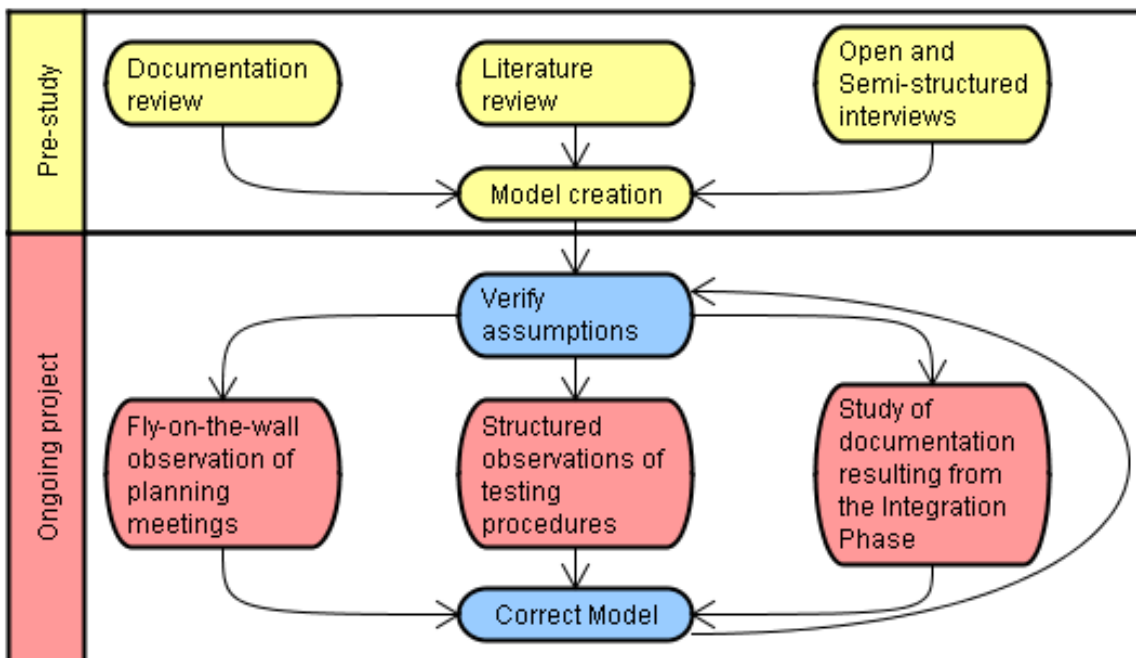 Pre-study
Documentation
review
Literature
review
Open and
Semi-structured
interviews
Model creation
Ongoing project
Verify
assumptions
Fly-on-the-wall
observation of
planning
meetings
Structured
observations of
testing
procedures
Study of
documentation
resulting from
the Integration
Phase
Correct Model